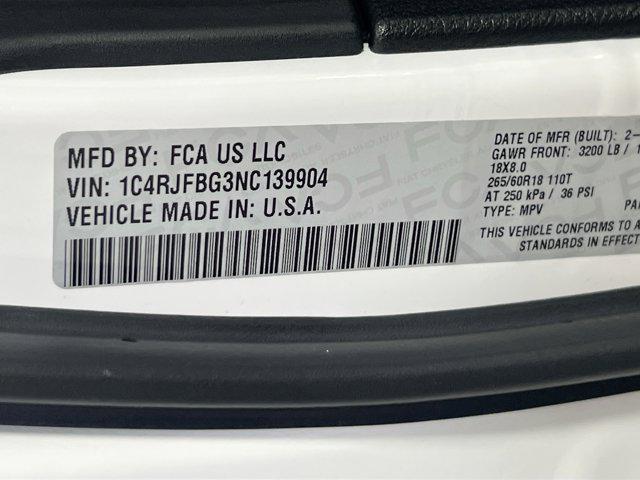 MFD BY: FCA US LLC
VIN: 1C4RJFBG3NC139904
VEHICLE MADE IN: U.S.A.
DATE OF MFR (BUILT): 2-
GAWR FRONT: 3200 LB / 1
18X8.0
265/60R18 110T
AT 250 kPa / 36 PSI
TYPE: MPV
THIS VEHICLE CONFORMS TO A
STANDARDS IN EFFECT